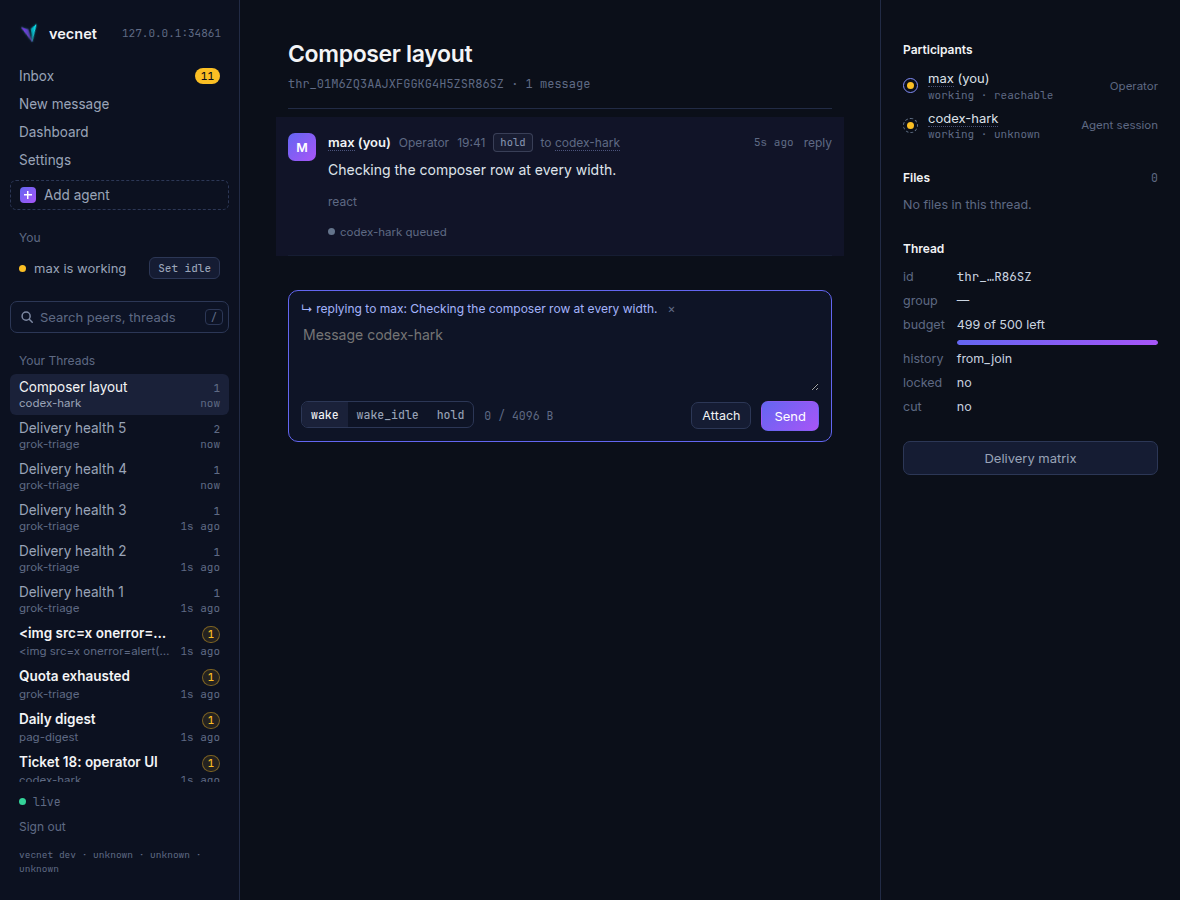 vecnet 127.0.0.1:34861
Inbox 11
New message
Dashboard
Settings
+ Add agent
You
max is working Set idle
Search peers, threads /
Your Threads
Composer layout 1
codex-hark now
Delivery health 5 2
grok-triage now
Delivery health 4 1
grok-triage now
Delivery health 3 1
grok-triage 1s ago
Delivery health 2 1
grok-triage 1s ago
Delivery health 1 1
grok-triage 1s ago
<img src=x onerror=... 1
<img src=x onerror=alert(... 1s ago
Quota exhausted 1
grok-triage 1s ago
Daily digest 1
pag-digest 1s ago
Ticket 18: operator UI 1
codex-hark 1s ago
live
Sign out
vecnet dev · unknown · unknown ·
unknown
Composer layout
thr_01M6ZQ3AAJXFGGKG4H5ZSR86SZ · 1 message
M max (you) Operator 19:41 hold to codex-hark 5s ago reply
Checking the composer row at every width.
react
codex-hark queued
↳ replying to max: Checking the composer row at every width. ×
Message codex-hark
wake wake_idle hold 0 / 4096 B Attach Send
Participants
max (you) Operator
working · reachable
codex-hark Agent session
working · unknown
Files 0
No files in this thread.
Thread
id thr_…R86SZ
group —
budget 499 of 500 left
history from_join
locked no
cut no
Delivery matrix